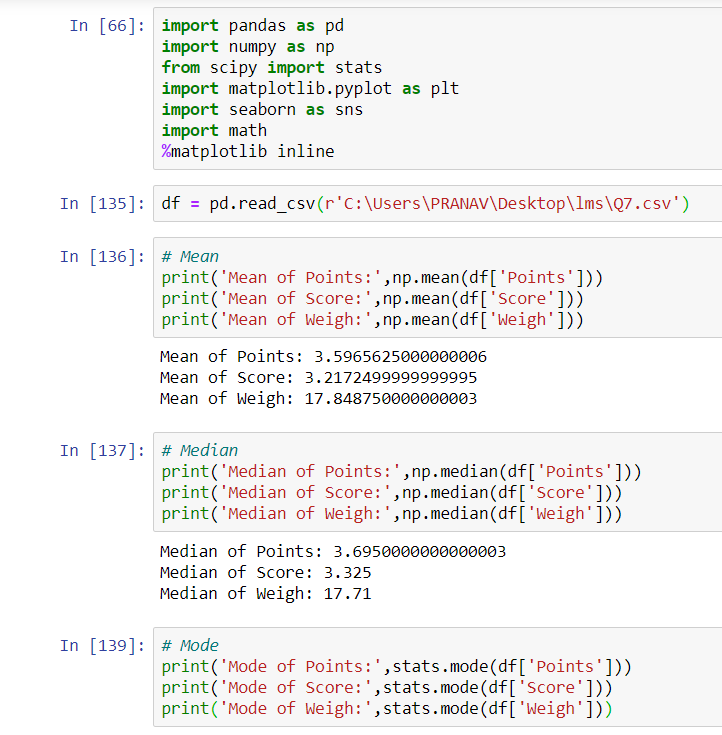 In [66]: import pandas as pd
import numpy as np
from scipy import stats
import matplotlib.pyplot as plt
import seaborn as sns
import math
%matplotlib inline
In [135]: df = pd.read_csv(r'C:\Users\PRANAV\Desktop\lms\Q7.csv')
In [136]: # Mean
print('Mean of Points:',np.mean(df['Points']))
print('Mean of Score:',np.mean(df['Score']))
print('Mean of Weigh:',np.mean(df['Weigh']))
Mean of Points: 3.5965625000000006
Mean of Score: 3.2172499999999995
Mean of Weigh: 17.848750000000003
In [137]: # Median
print('Median of Points:',np.median(df['Points']))
print('Median of Score:',np.median(df['Score']))
print('Median of Weigh:',np.median(df['Weigh']))
Median of Points: 3.6950000000000003
Median of Score: 3.325
Median of Weigh: 17.71
In [139]: # Mode
print('Mode of Points:',stats.mode(df['Points']))
print('Mode of Score:',stats.mode(df['Score']))
print('Mode of Weigh:',stats.mode(df['Weigh']))